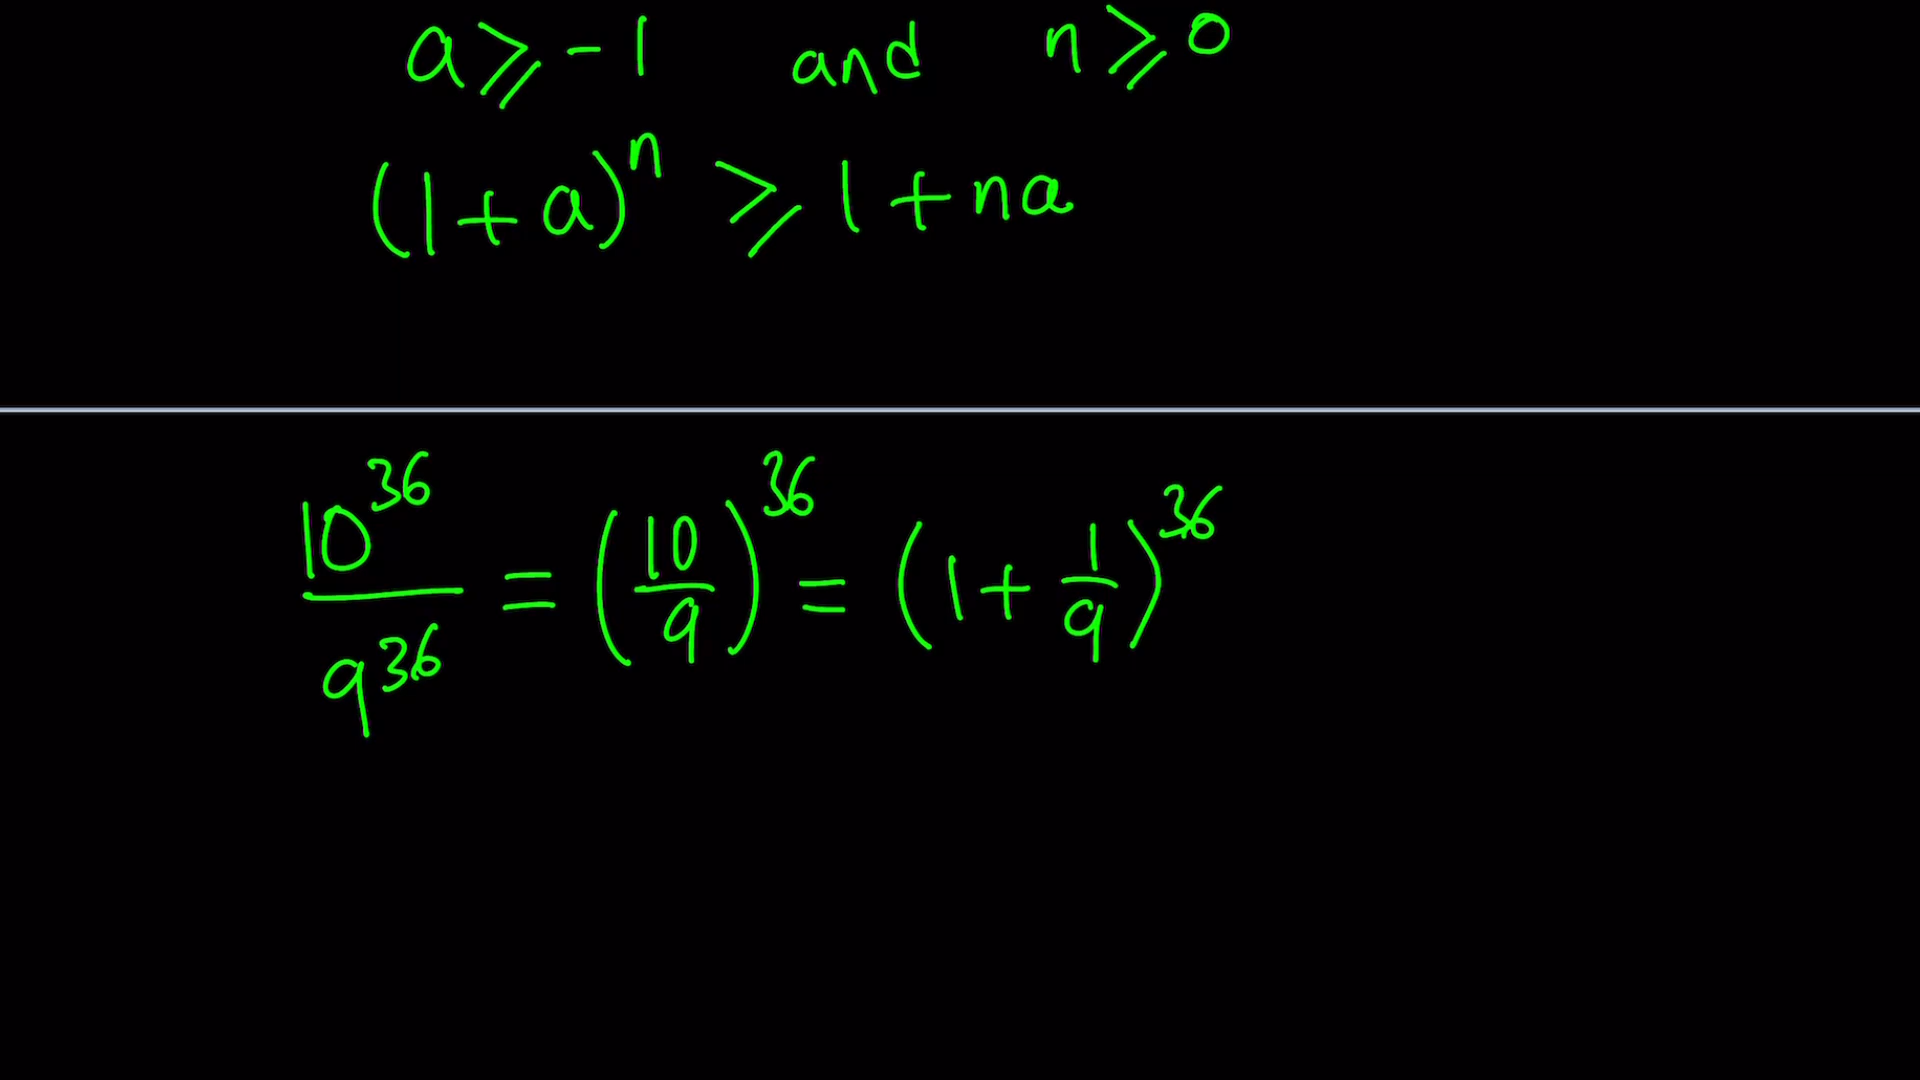 a ⩾ -1 and n ⩾ 0
(1+a)^n ⩾ 1+na
10^36/9^36 = (10/9)^36 = (1+1/9)^36